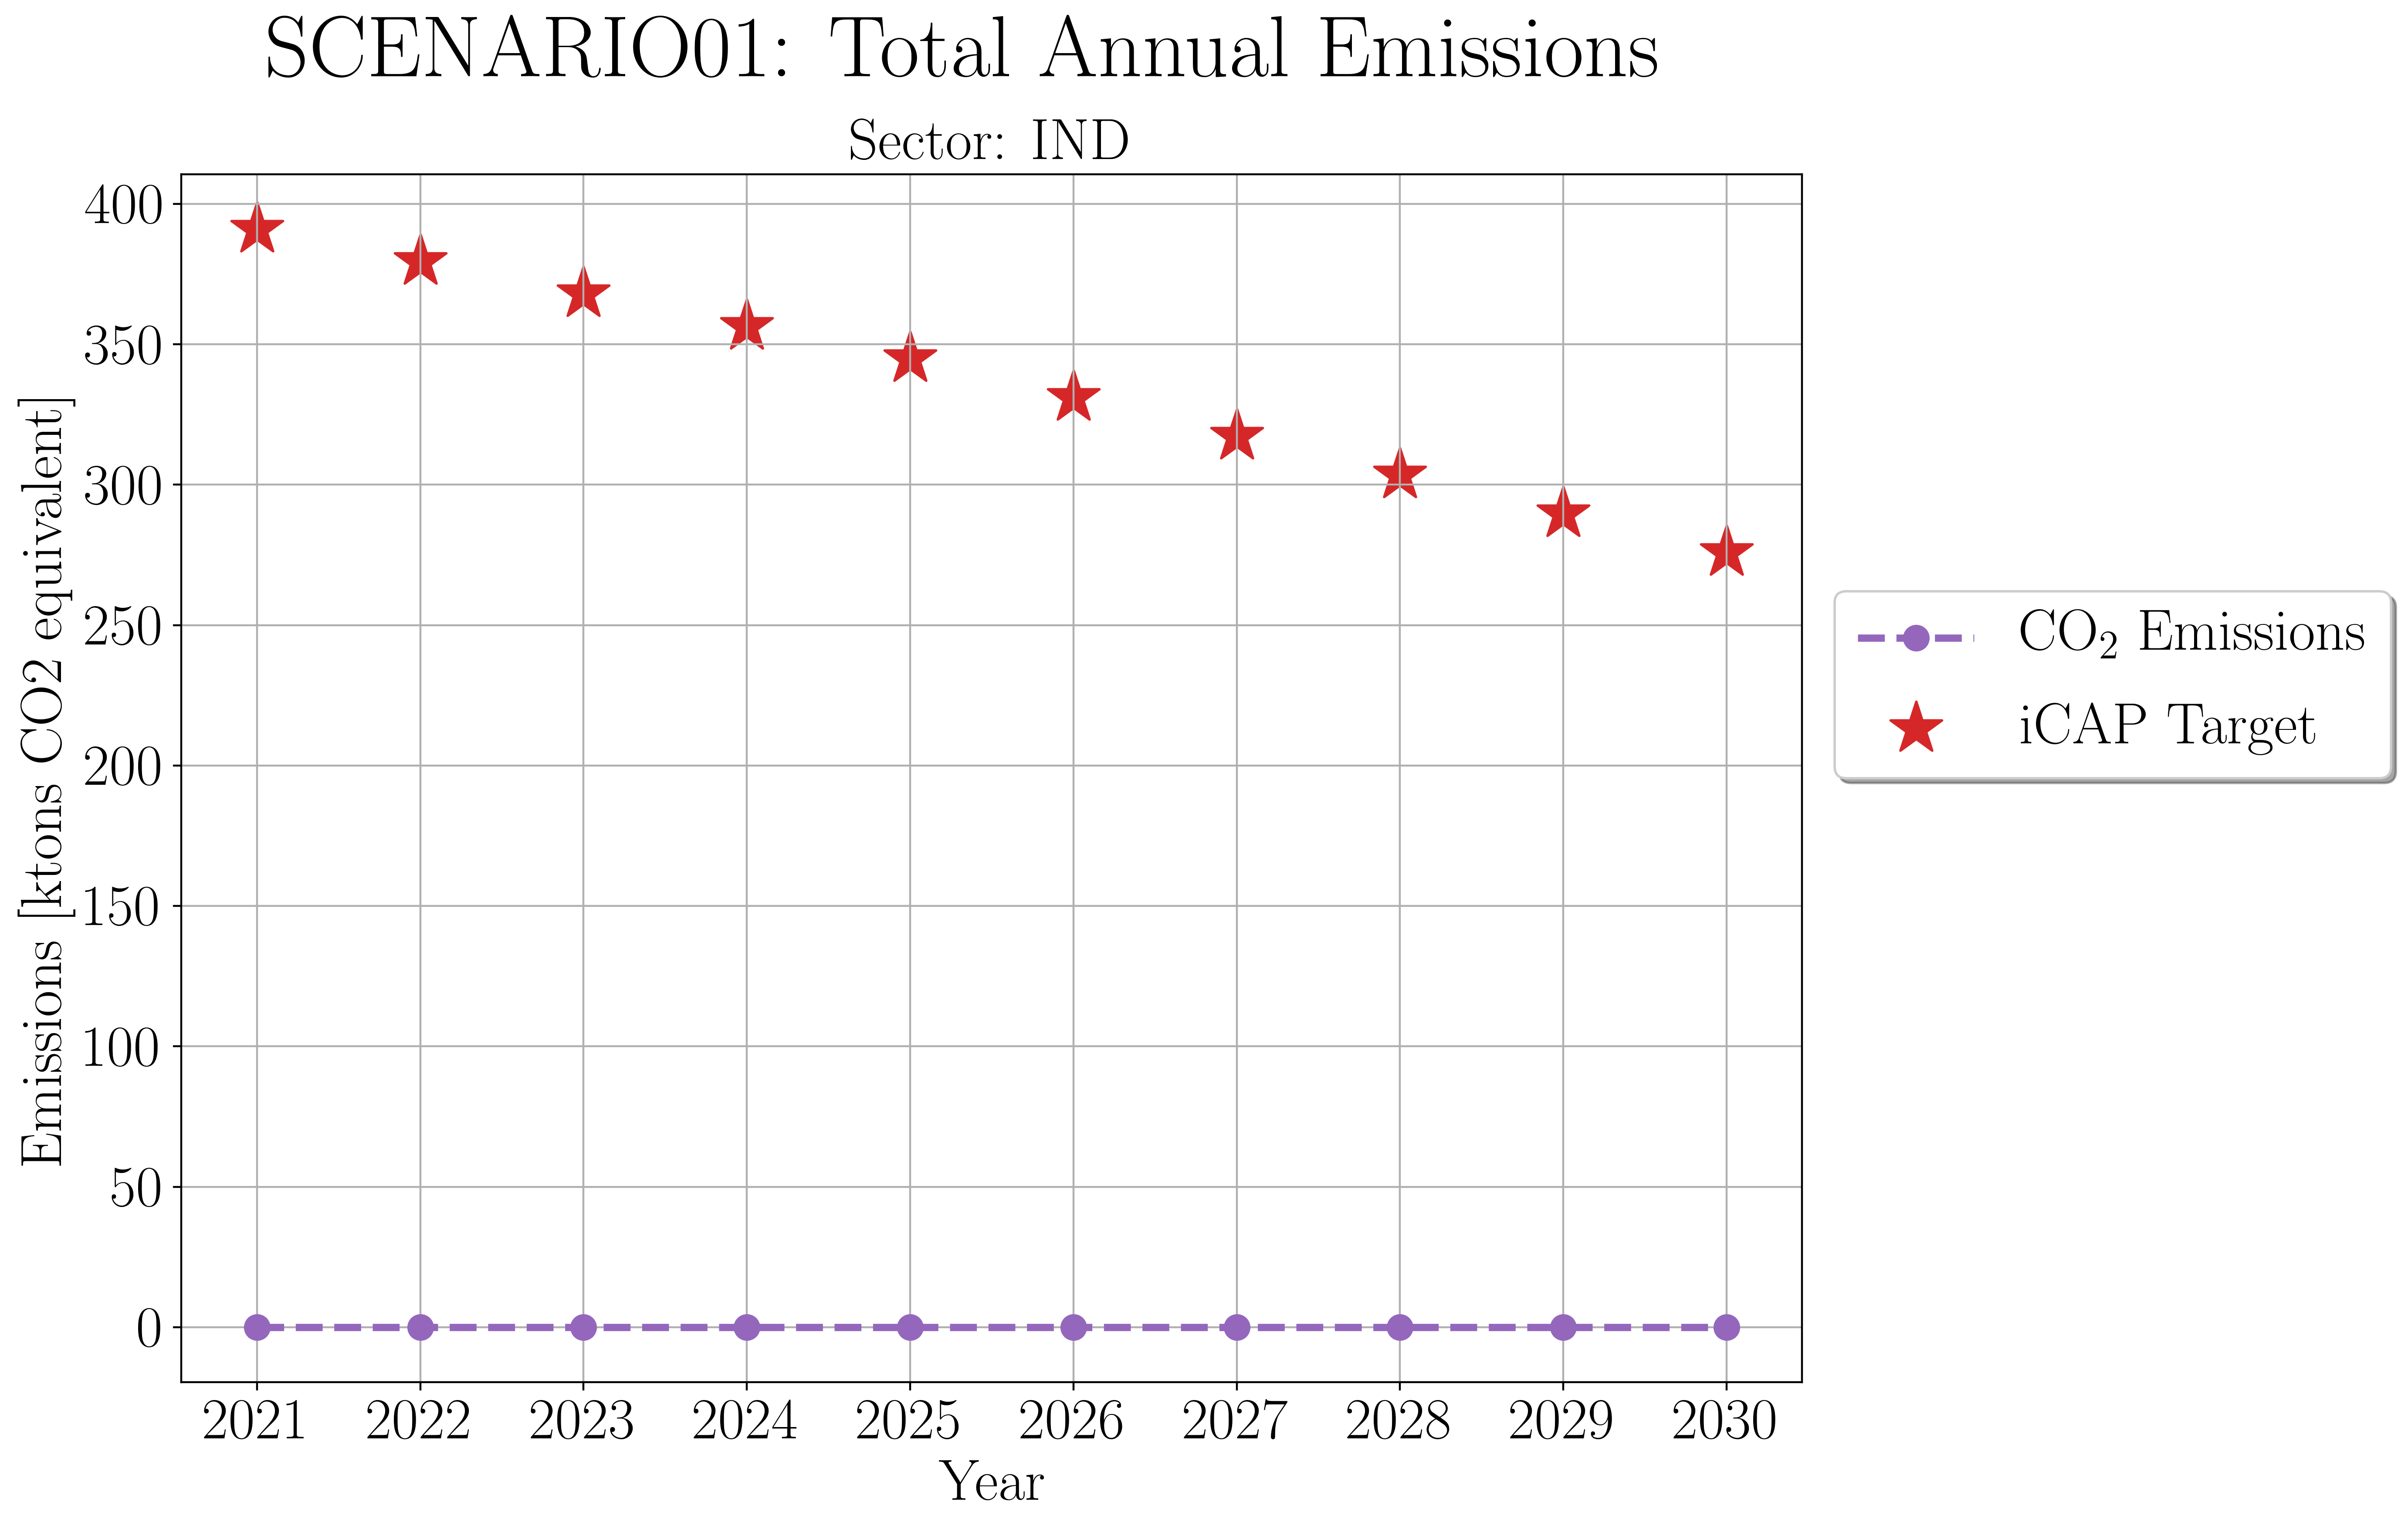 SCENARIO01: Total Annual Emissions
Sector: IND
Emissions [ktons CO2 equivalent]
400
350
300
250
200
150
100
50
0
2021 2022 2023 2024 2025 2026 2027 2028 2029 2030
Year
CO₂ Emissions
iCAP Target